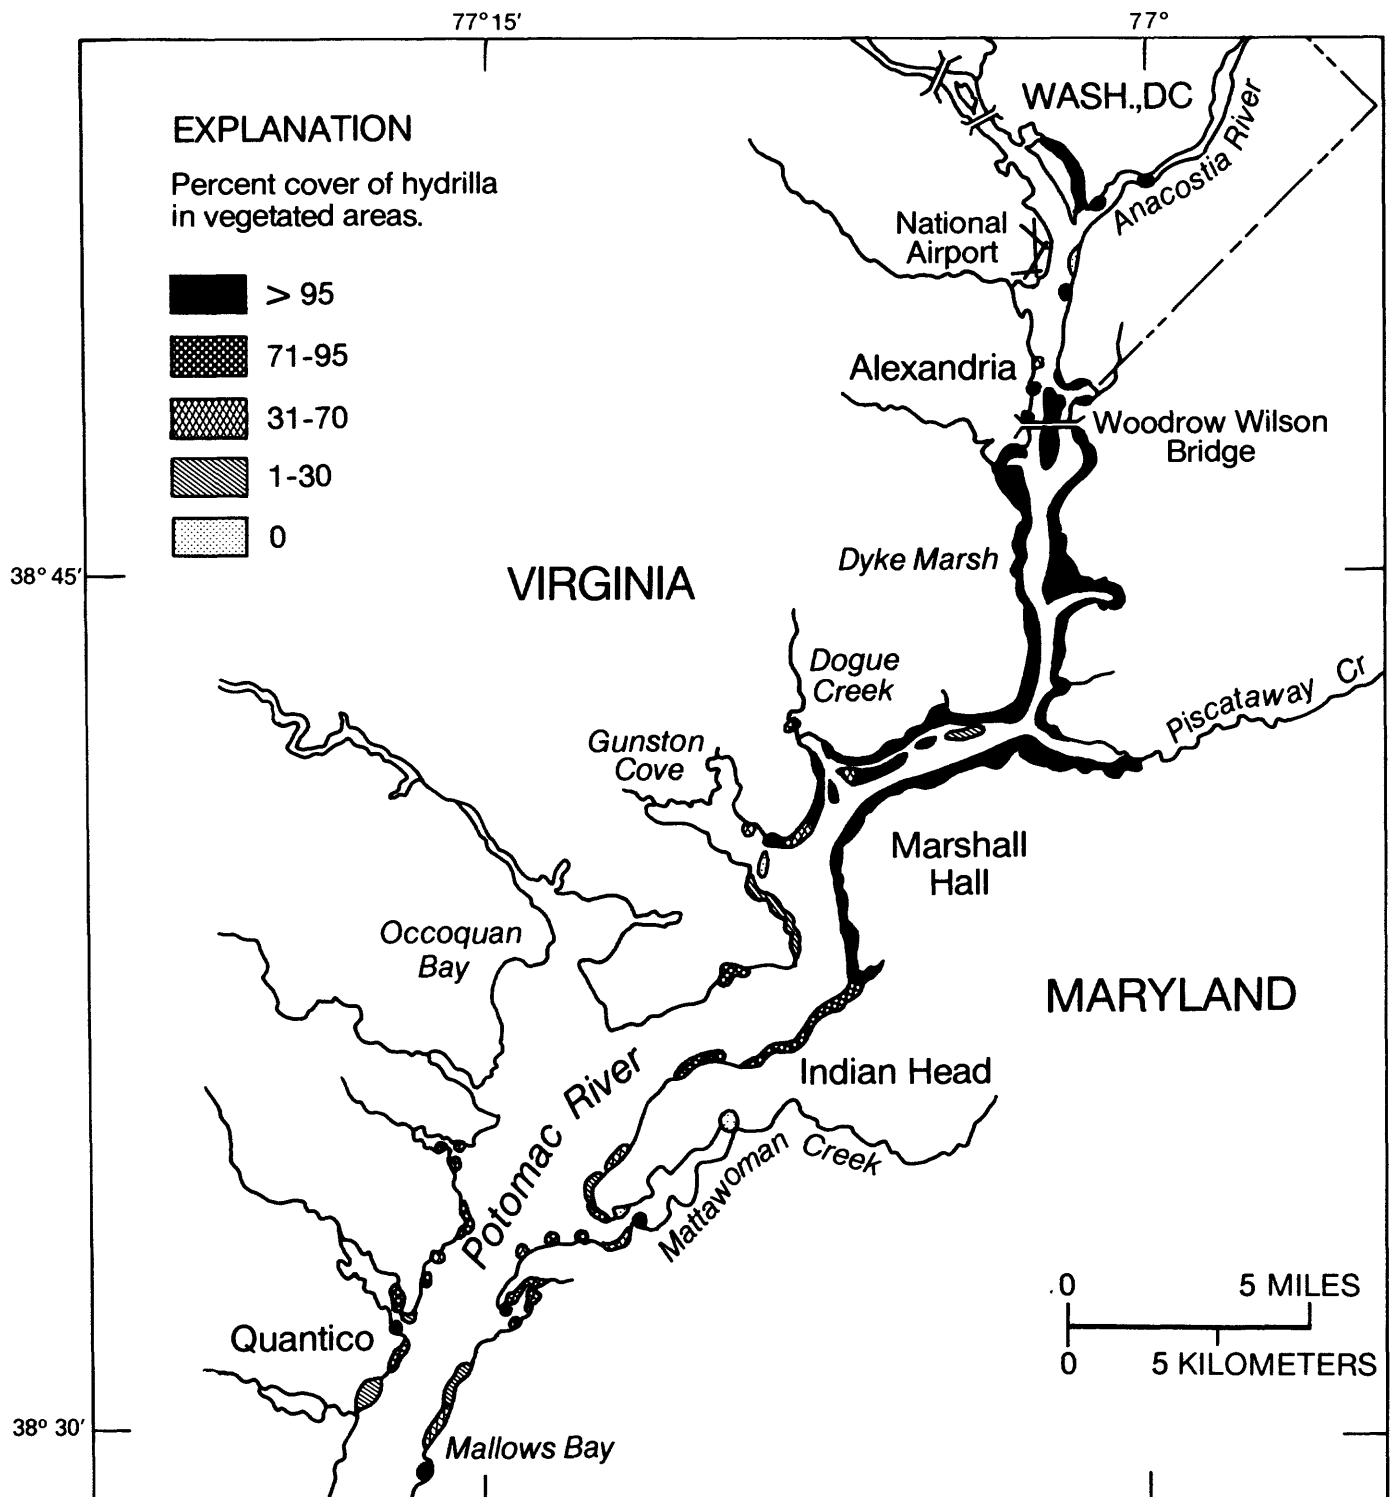 77°15′
77°
WASH.,DC
Anacostia River
EXPLANATION
Percent cover of hydrilla
in vegetated areas.
> 95
71-95
31-70
1-30
0
National
Airport
Alexandria
Woodrow Wilson
Bridge
38°45′
VIRGINIA
Dyke Marsh
Dogue
Creek
Piscataway Cr
Gunston
Cove
Marshall
Hall
Occoquan
Bay
MARYLAND
Potomac River
Indian Head
Mattawoman Creek
Quantico
0 5 MILES
0 5 KILOMETERS
38° 30′
Mallows Bay